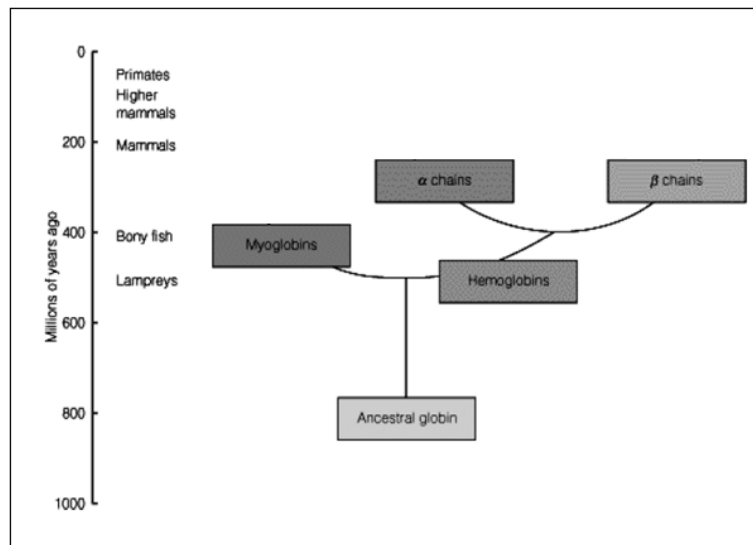 0
Primates
Higher
mammals
200
Mammals
α chains
β chains
400
Bony fish
Myoglobins
Lampreys
Hemoglobins
Millions of years ago
600
800
Ancestral globin
1000